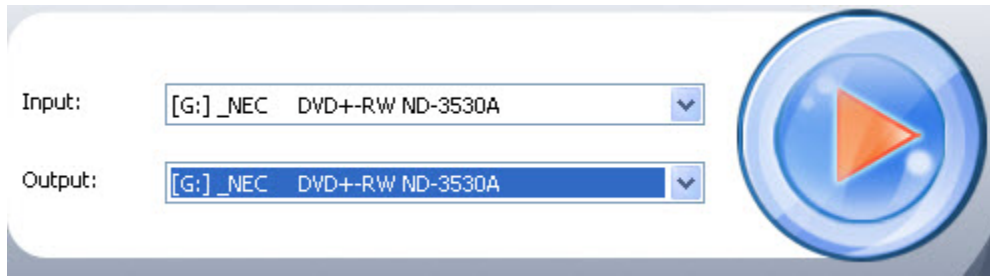 Input: [G:] _NEC DVD+-RW ND-3530A
Output: [G:] _NEC DVD+-RW ND-3530A